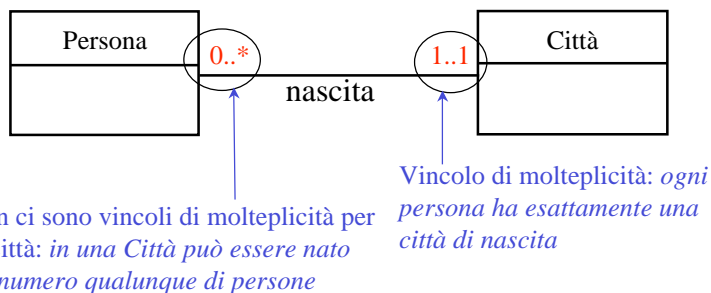 Persona
Città
0..*
1..1
nascita
Vincolo di molteplicità: ogni
persona ha esattamente una
città di nascita
ci sono vincoli di molteplicità per
in una Città può essere nato
numero qualunque di persone